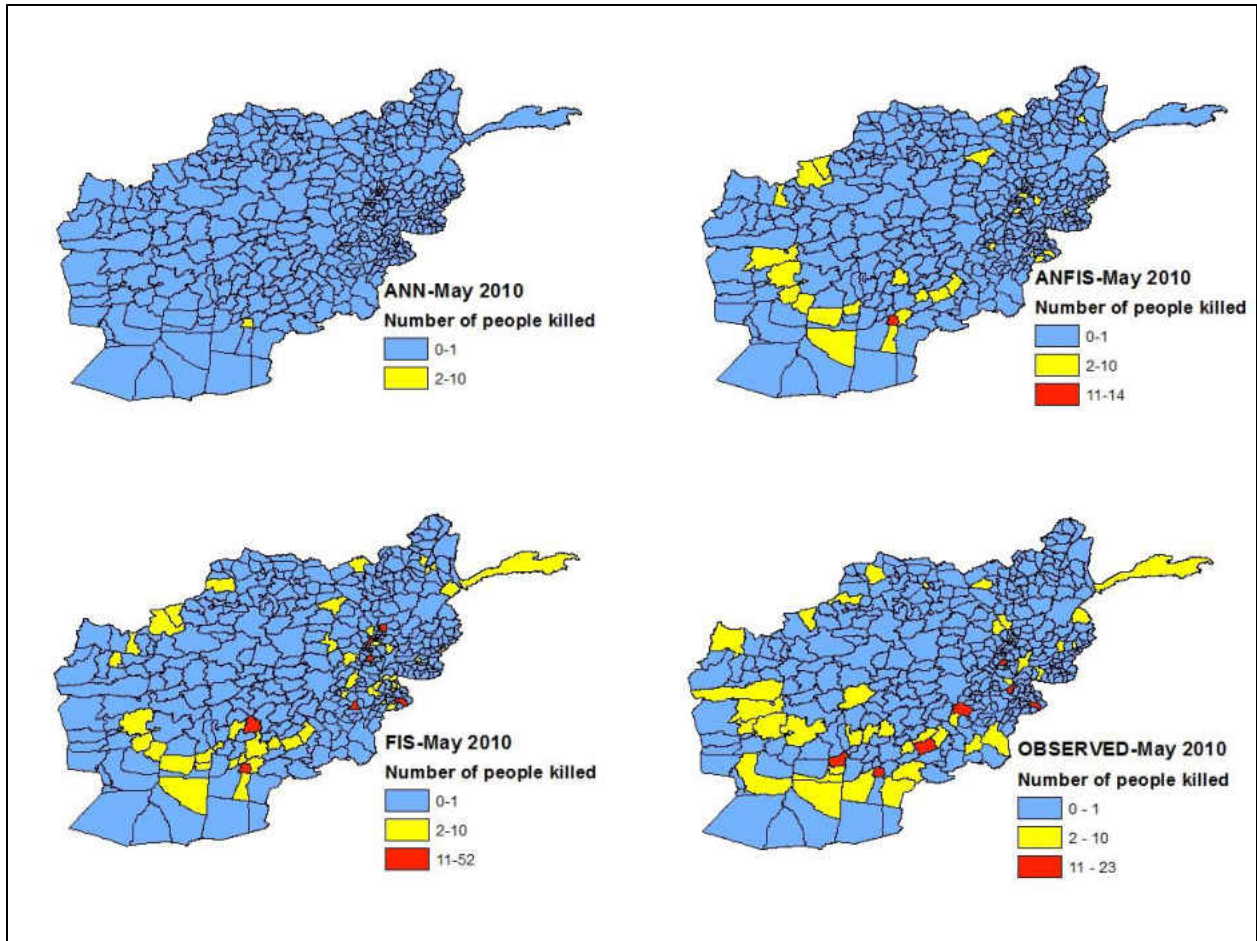 ANN-May 2010
Number of people killed
0-1
2-10
ANFIS-May 2010
Number of people killed
0-1
2-10
11-14
FIS-May 2010
Number of people killed
0-1
2-10
11-52
OBSERVED-May 2010
Number of people killed
0 - 1
2 - 10
11 - 23